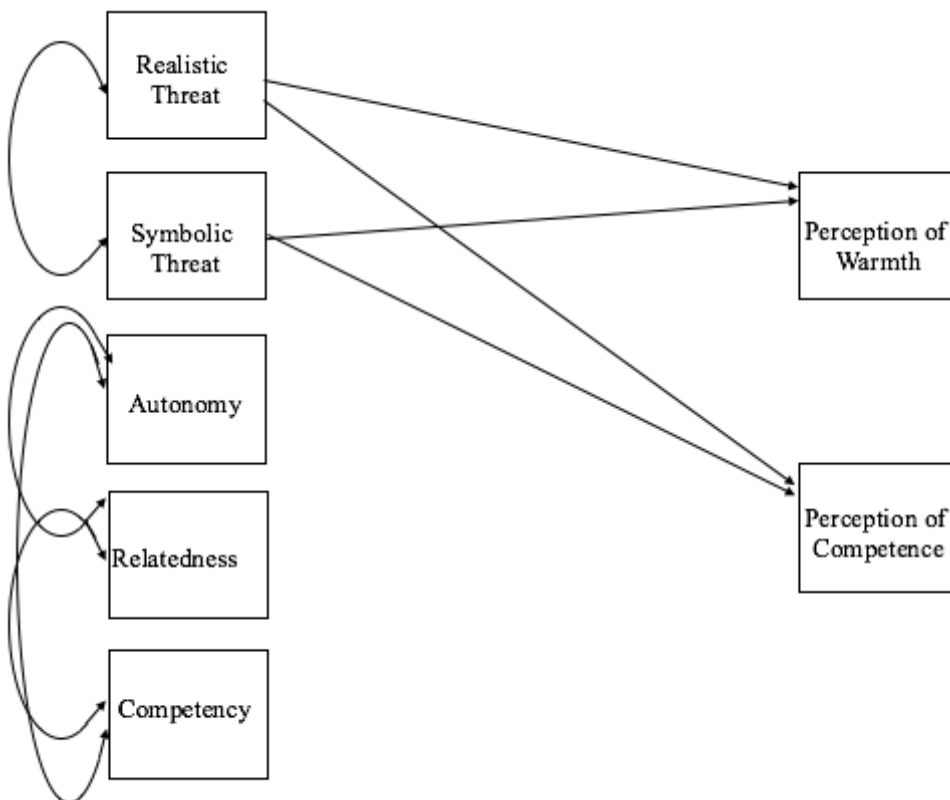 Realistic
Threat
Symbolic
Threat
Perception of
Warmth
Autonomy
Perception of
Competence
Relatedness
Competency